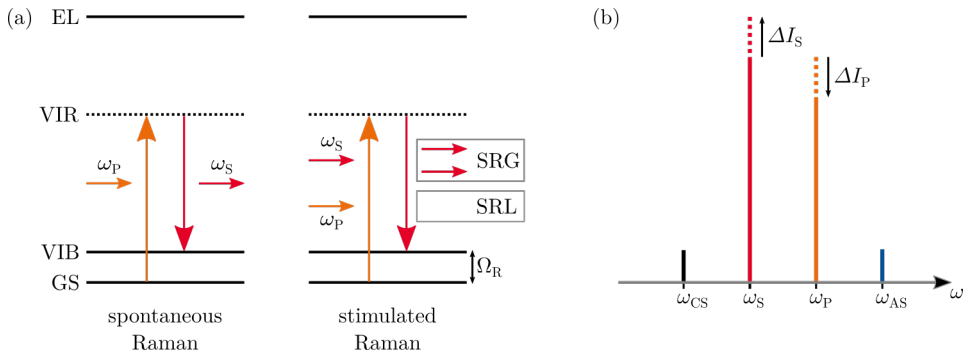 (a)
EL
VIR
ω_P
ω_S
VIB
GS
spontaneous
Raman
ω_S
ω_P
SRG
SRL
Ω_R
stimulated
Raman
(b)
ΔI_S
ΔI_P
ω_CS ω_S ω_P ω_AS ω